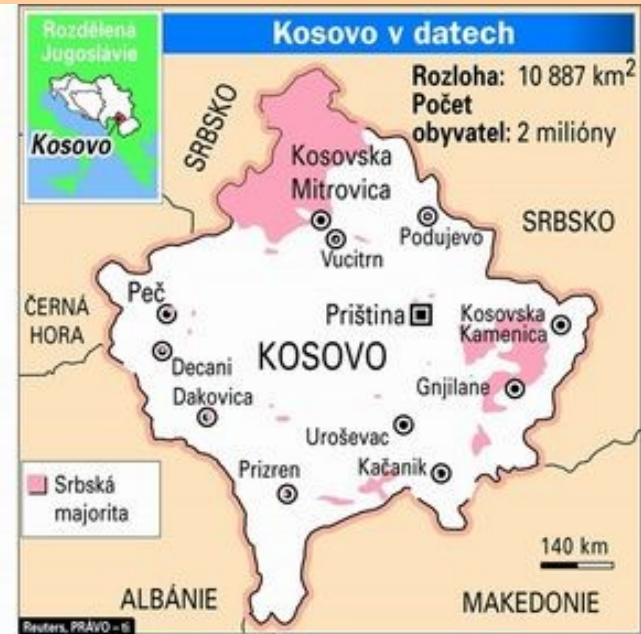 Rozdělená
Jugoslávie
Kosovo
Kosovo v datech
Rozloha: 10 887 km²
Počet
obyvatel: 2 milióny
SRBSKO
Kosovska
Mitrovica
Podujevo
SRBSKO
Vucitrn
Peč
ČERNÁ
HORA
Priština
Kosovska
Kamenica
Decani
KOSOVO
Dakovica
Gnjilane
Uroševac
Prizren
Kačanik
Srbská
majorita
140 km
ALBÁNIE
MAKEDONIE
Reuters, PRÁVO – ti